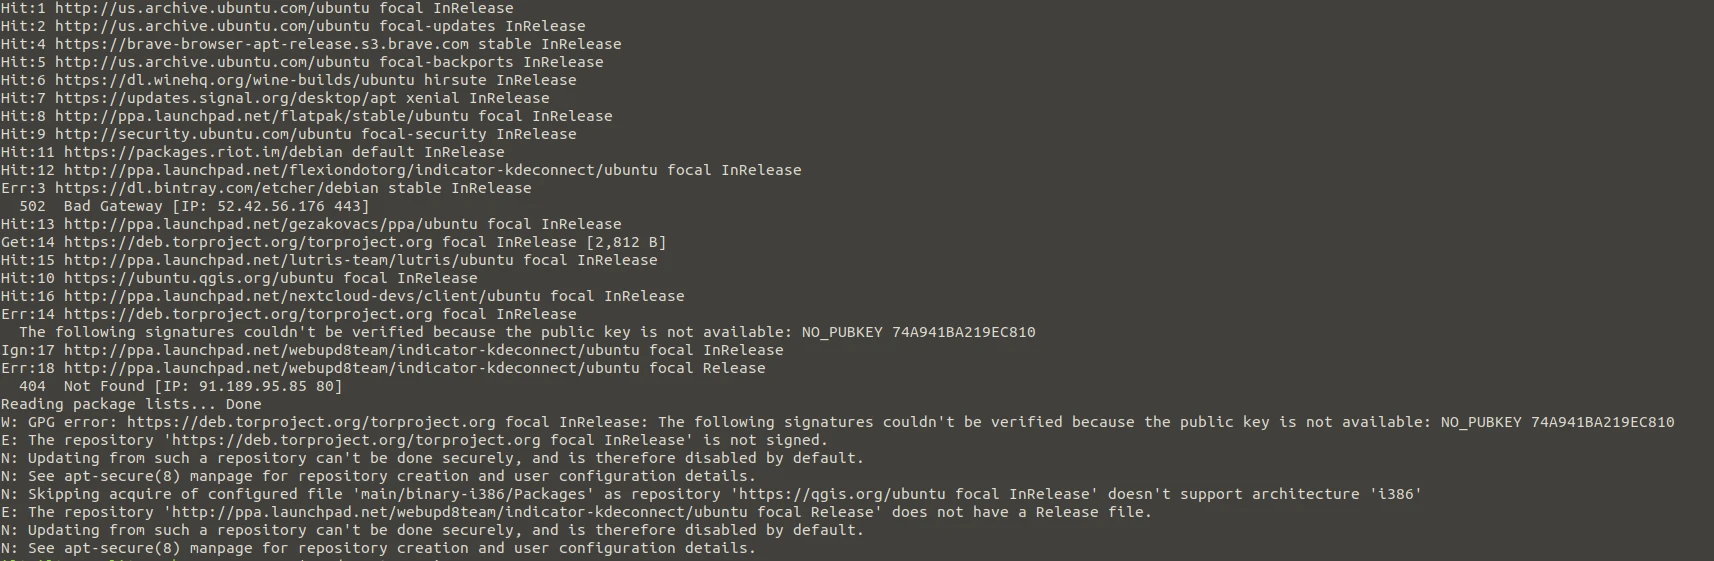 Hit:1 http://us.archive.ubuntu.com/ubuntu focal InRelease
Hit:2 http://us.archive.ubuntu.com/ubuntu focal-updates InRelease
Hit:4 https://brave-browser-apt-release.s3.brave.com stable InRelease
Hit:5 http://us.archive.ubuntu.com/ubuntu focal-backports InRelease
Hit:6 https://dl.winehq.org/wine-builds/ubuntu hirsute InRelease
Hit:7 https://updates.signal.org/desktop/apt xenial InRelease
Hit:8 http://ppa.launchpad.net/flatpak/stable/ubuntu focal InRelease
Hit:9 http://security.ubuntu.com/ubuntu focal-security InRelease
Hit:11 https://packages.riot.im/debian default InRelease
Hit:12 http://ppa.launchpad.net/flexiondotorg/indicator-kdeconnect/ubuntu focal InRelease
Err:3 https://dl.bintray.com/etcher/debian stable InRelease
  502  Bad Gateway [IP: 52.42.56.176 443]
Hit:13 http://ppa.launchpad.net/gezakovacs/ppa/ubuntu focal InRelease
Get:14 https://deb.torproject.org/torproject.org focal InRelease [2,812 B]
Hit:15 http://ppa.launchpad.net/lutris-team/lutris/ubuntu focal InRelease
Hit:10 https://ubuntu.qgis.org/ubuntu focal InRelease
Hit:16 http://ppa.launchpad.net/nextcloud-devs/client/ubuntu focal InRelease
Err:14 https://deb.torproject.org/torproject.org focal InRelease
  The following signatures couldn't be verified because the public key is not available: NO_PUBKEY 74A941BA219EC810
Ign:17 http://ppa.launchpad.net/webupd8team/indicator-kdeconnect/ubuntu focal InRelease
Err:18 http://ppa.launchpad.net/webupd8team/indicator-kdeconnect/ubuntu focal Release
  404  Not Found [IP: 91.189.95.85 80]
Reading package lists... Done
W: GPG error: https://deb.torproject.org/torproject.org focal InRelease: The following signatures couldn't be verified because the public key is not available: NO_PUBKEY 74A941BA219EC810
E: The repository 'https://deb.torproject.org/torproject.org focal InRelease' is not signed.
N: Updating from such a repository can't be done securely, and is therefore disabled by default.
N: See apt-secure(8) manpage for repository creation and user configuration details.
N: Skipping acquire of configured file 'main/binary-i386/Packages' as repository 'https://qgis.org/ubuntu focal InRelease' doesn't support architecture 'i386'
E: The repository 'http://ppa.launchpad.net/webupd8team/indicator-kdeconnect/ubuntu focal Release' does not have a Release file.
N: Updating from such a repository can't be done securely, and is therefore disabled by default.
N: See apt-secure(8) manpage for repository creation and user configuration details.